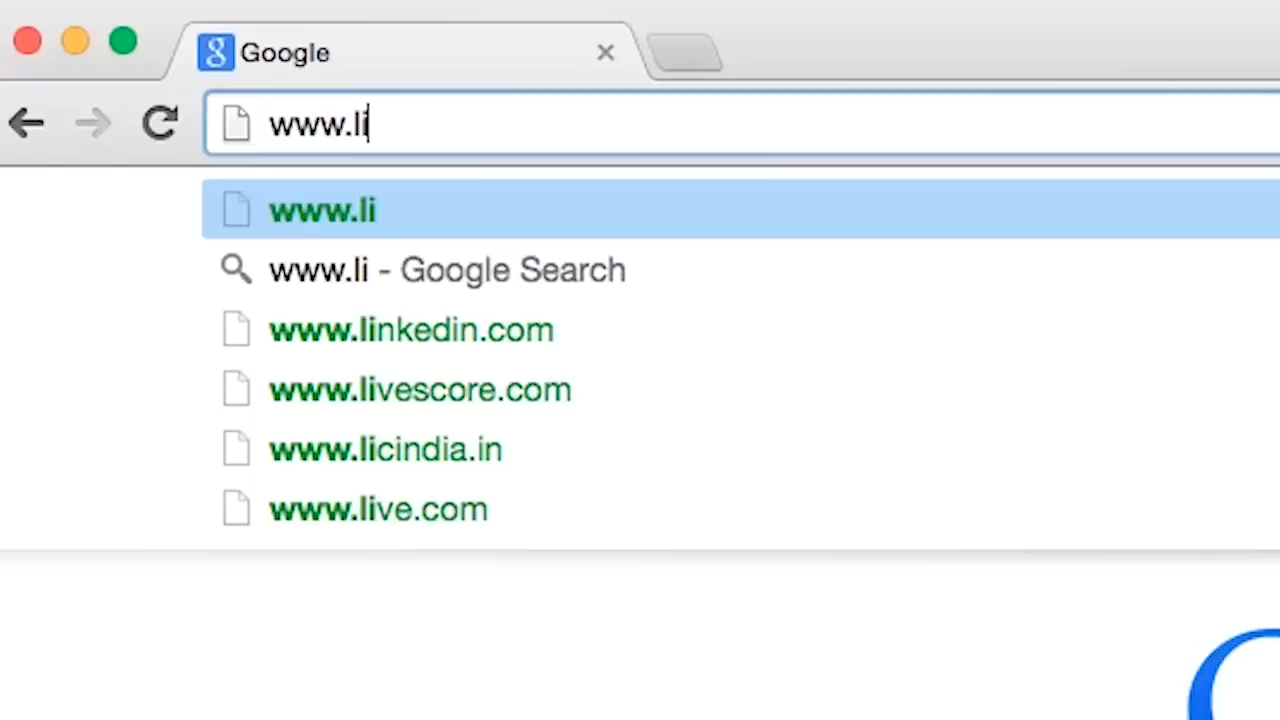 Google
www.li
www.li
www.li - Google Search
www.linkedin.com
www.livescore.com
www.licindia.in
www.live.com